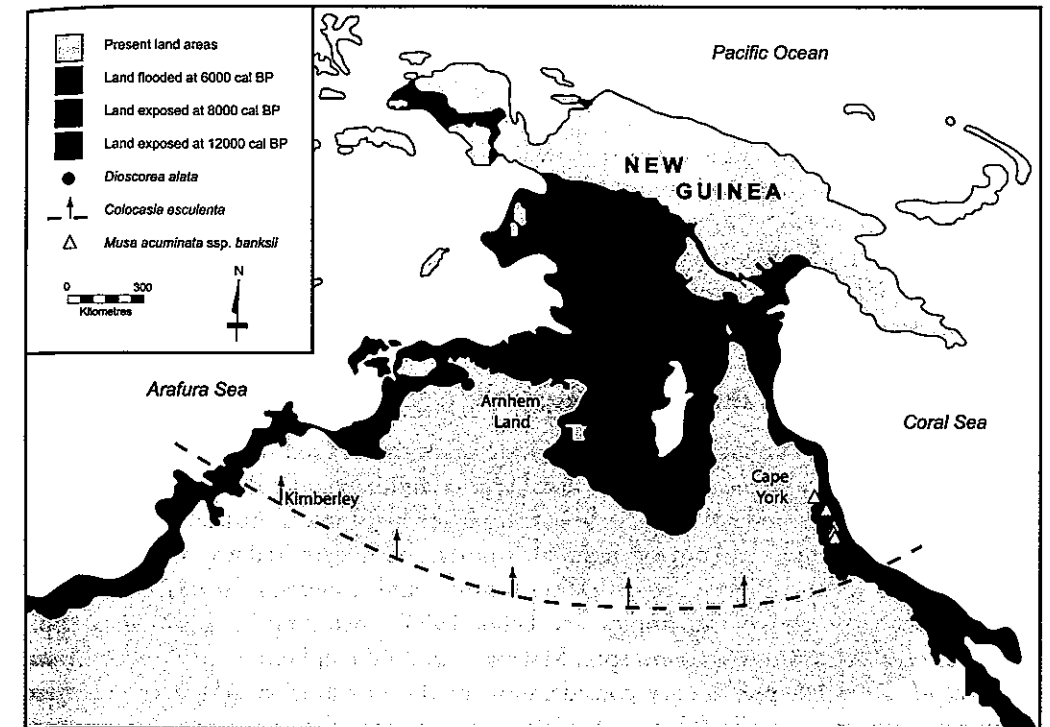 Present land areas
Land flooded at 6000 cal BP
Land exposed at 8000 cal BP
Land exposed at 12000 cal BP
Dioscorea alata
Colocasia esculenta
Musa acuminata ssp. banksii
N
0 300
Kilometres
Pacific Ocean
NEW
GUINEA
Arafura Sea
Arnhem
Land
Coral Sea
Cape
York
Kimberley